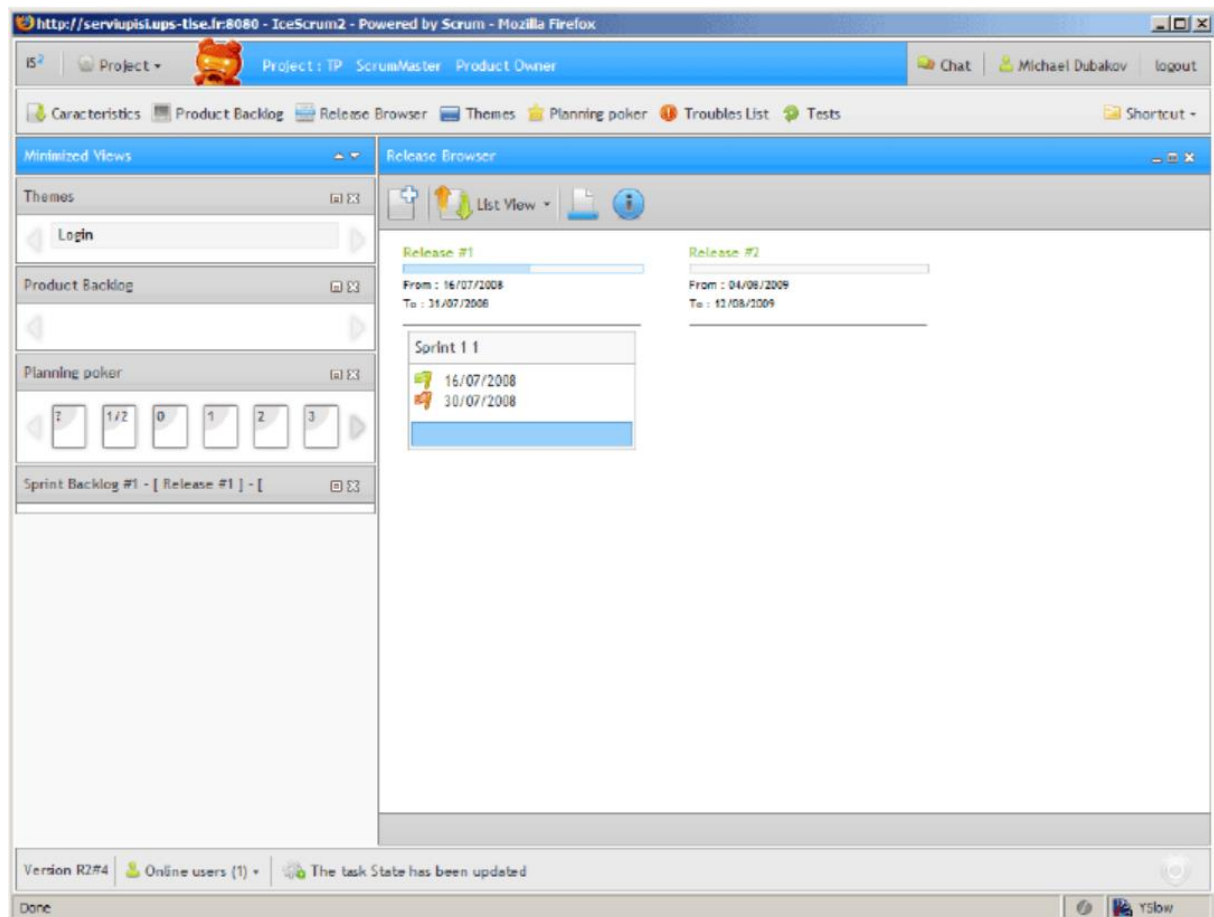 http://serviupisi.ups-tlse.fr:8080 - IceScrum2 - Powered by Scrum - Mozilla Firefox
iS² Project Project : TP ScrumMaster Product Owner Chat Michael Dubakov logout
Caracteristics Product Backlog Release Browser Themes Planning poker Troubles List Tests Shortcut
Minimized Views
Themes
Login
Product Backlog
Planning poker
? 1/2 0 1 2 3
Sprint Backlog #1 - [ Release #1 ] - [
Release Browser
List View
Release #1
From : 16/07/2008
To : 31/07/2008
Sprint 1 1
16/07/2008
30/07/2008
Release #2
From : 04/08/2009
To : 12/08/2009
Version R2#4 Online users (1) The task State has been updated
Done YSlow